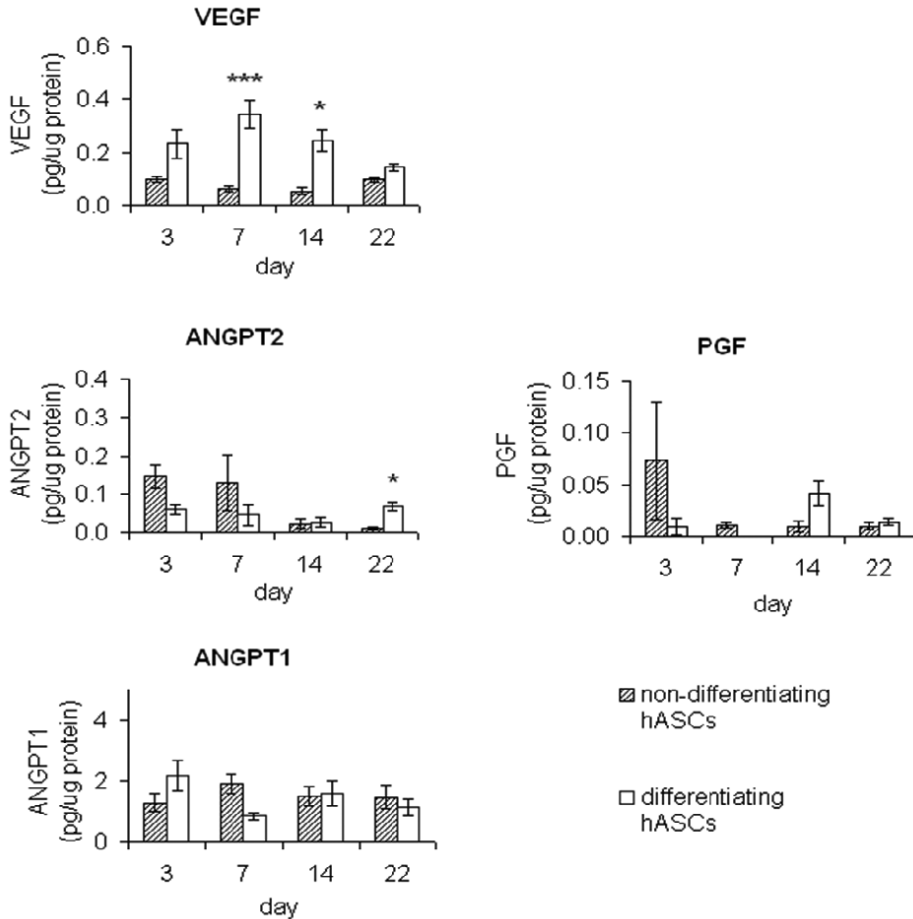 VEGF
VEGF
(pg/ug protein)
0.6
0.4
0.2
0.0
***
*
3 7 14 22
day
ANGPT2
ANGPT2
(pg/ug protein)
0.4
0.3
0.2
0.1
0.0
*
3 7 14 22
day
PGF
PGF
(pg/ug protein)
0.15
0.10
0.05
0.00
3 7 14 22
day
ANGPT1
ANGPT1
(pg/ug protein)
4
2
0
3 7 14 22
day
non-differentiating
hASCs
differentiating
hASCs